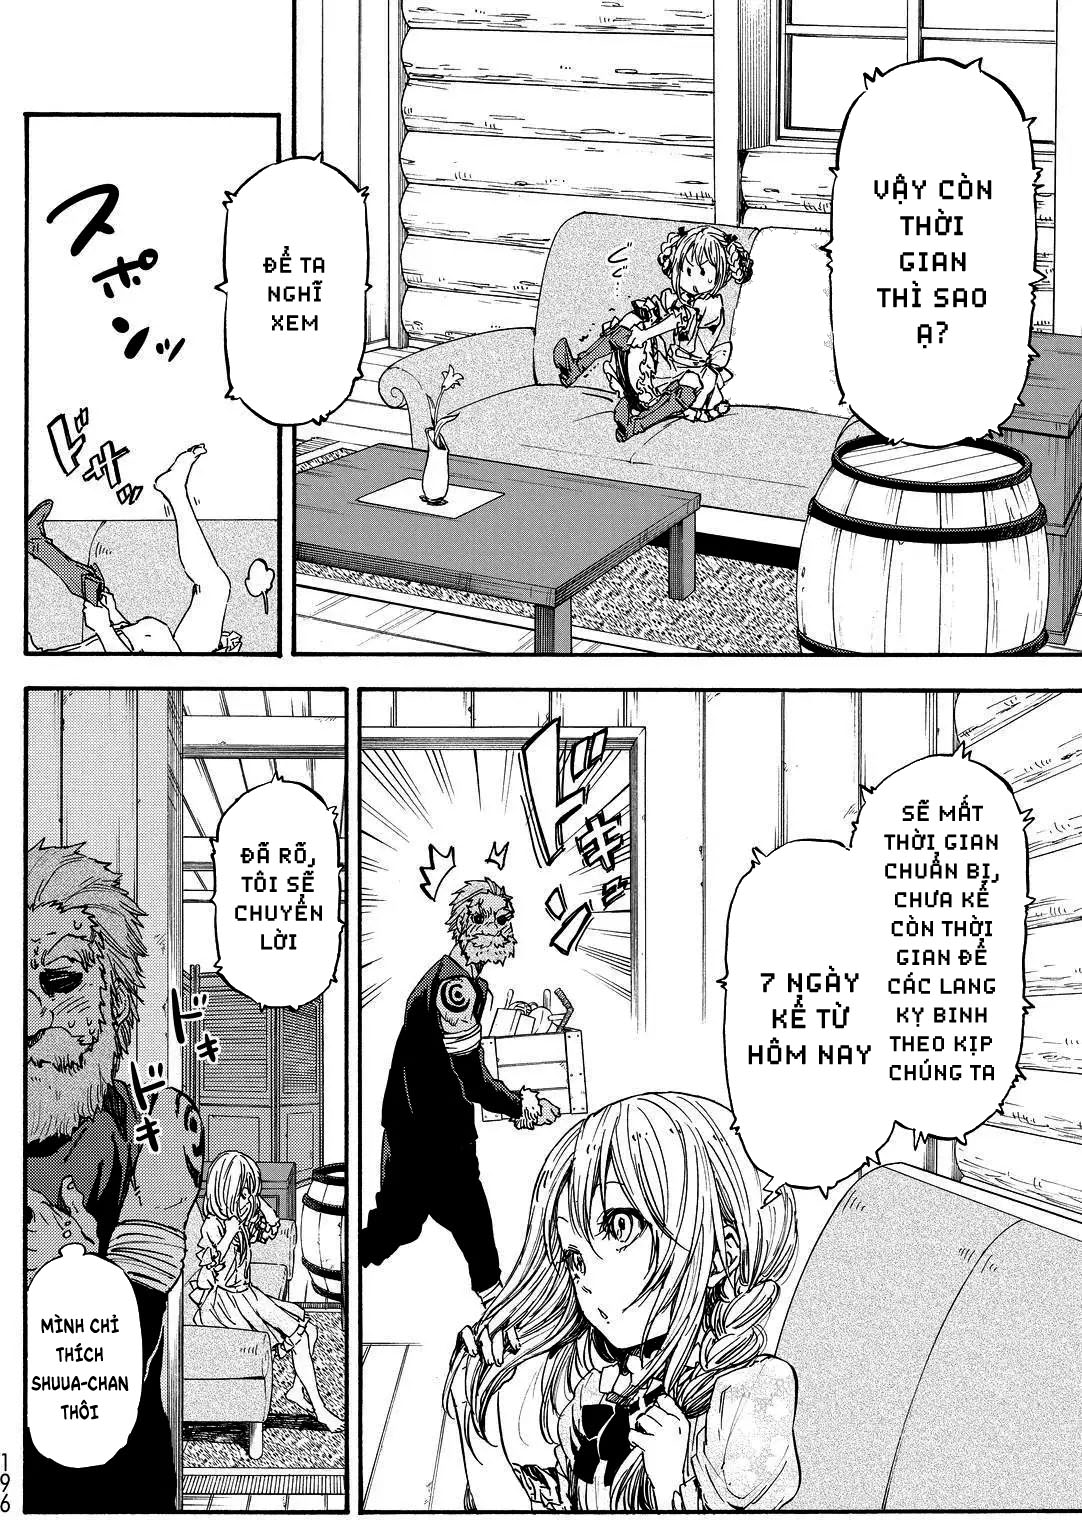 VẬY CÒN
THỜI
GIAN
THÌ SAO
Ạ?
ĐỂ TA
NGHĨ
XEM
スポンッ
ドサッ
SẼ MẤT
THỜI GIAN
CHUẨN BỊ,
CHƯA KỂ
CÒN THỜI
GIAN ĐỂ
CÁC LANG
KỴ BINH
THEO KỊP
CHÚNG TA
7 NGÀY
KỂ TỪ
HÔM NAY
ドキン
ĐÃ RÕ,
TÔI SẼ
CHUYỂN
LỜI
ドキ
ドキ
MÌNH CHỈ
THÍCH
SHUUA-CHAN
THÔI
196